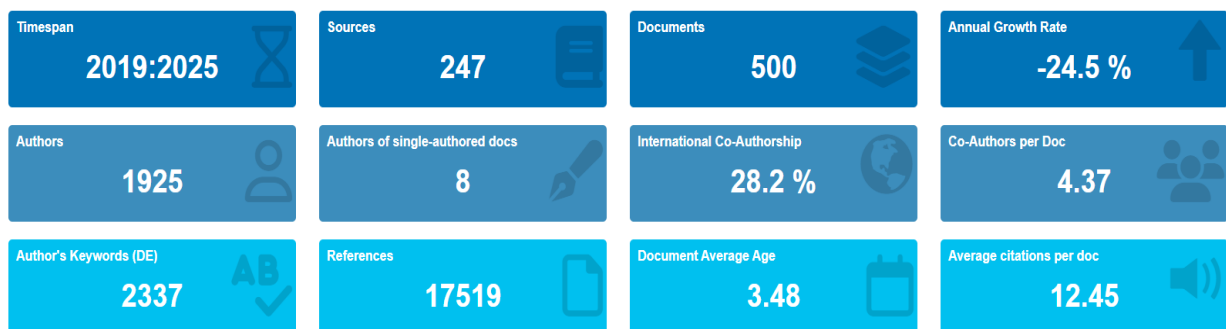 Timespan
2019:2025
Sources
247
Documents
500
Annual Growth Rate
-24.5 %
Authors
1925
Authors of single-authored docs
8
International Co-Authorship
28.2 %
Co-Authors per Doc
4.37
Author's Keywords (DE)
2337
AB
References
17519
Document Average Age
3.48
Average citations per doc
12.45